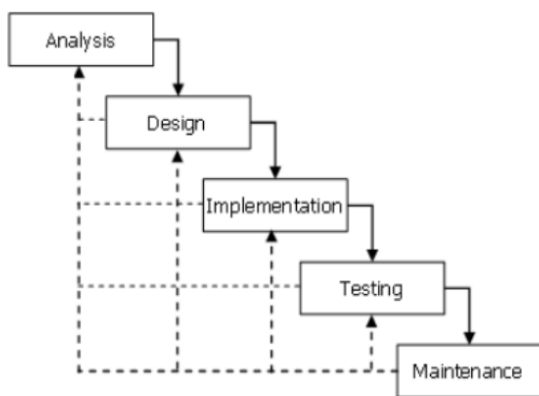 Analysis
Design
Implementation
Testing
Maintenance